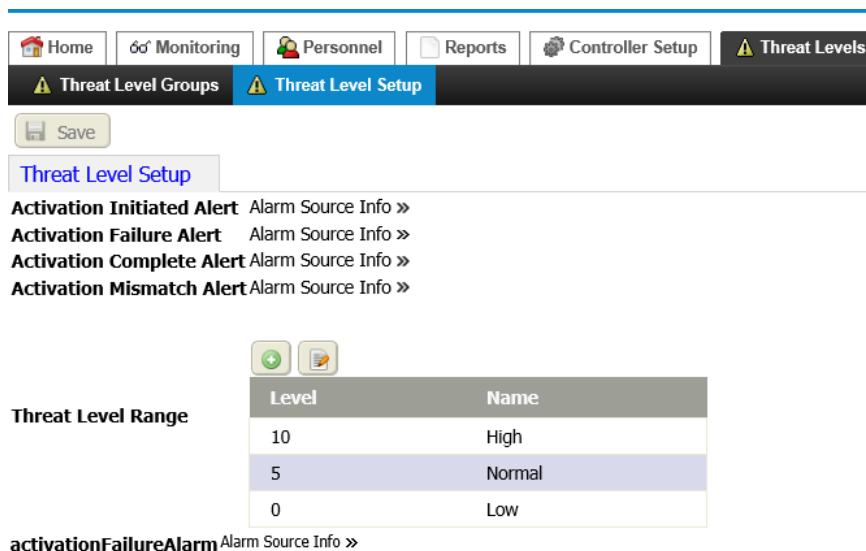 Home Monitoring Personnel Reports Controller Setup Threat Levels
Threat Level Groups Threat Level Setup
Save
Threat Level Setup
Activation Initiated Alert Alarm Source Info »
Activation Failure Alert Alarm Source Info »
Activation Complete Alert Alarm Source Info »
Activation Mismatch Alert Alarm Source Info »
Level Name
Threat Level Range
10 High
5 Normal
0 Low
activationFailureAlarm Alarm Source Info »